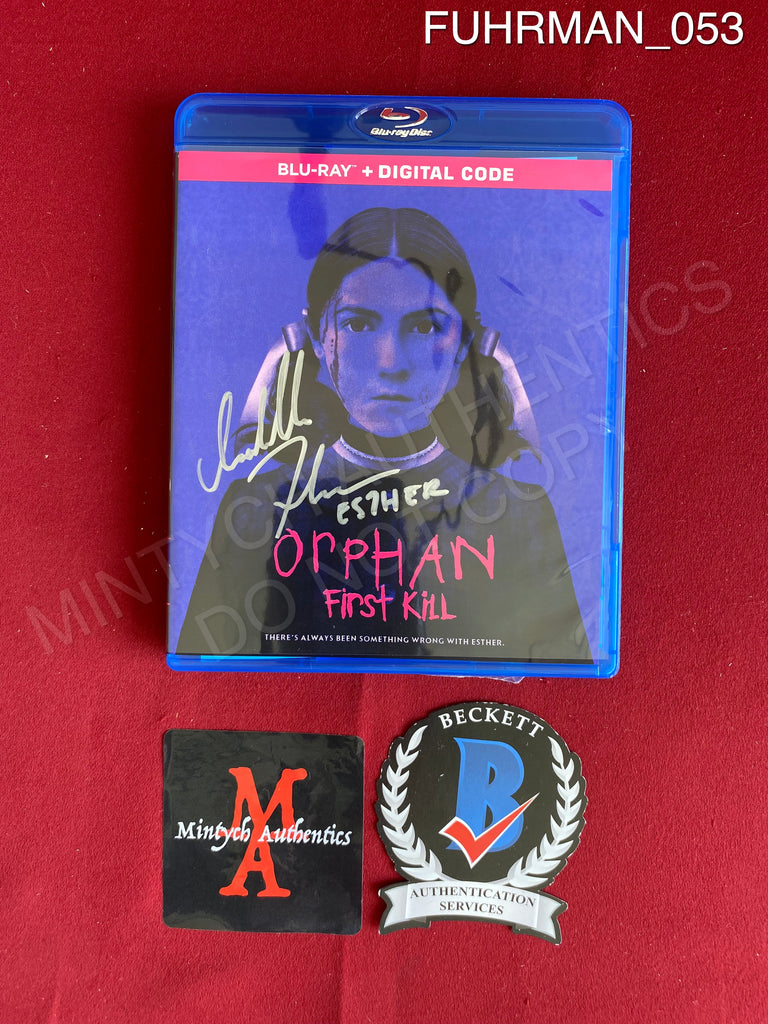 FUHRMAN_053
Blu-ray Disc
BLU-RAY™ + DIGITAL CODE
MINTYCH AUTHENTICS
DO NOT COPY
ESTHER
OrPHAN
First KiLL
THERE'S ALWAYS BEEN SOMETHING WRONG WITH ESTHER.
MA
Mintych Authentics
BECKETT
B
AUTHENTICATION
SERVICES